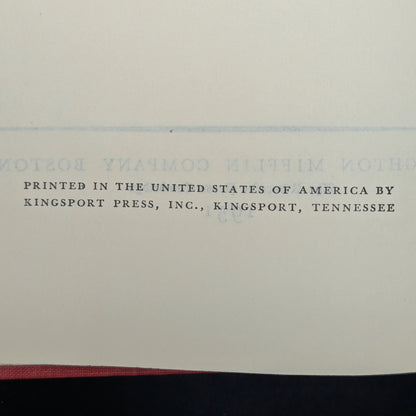 PRINTED IN THE UNITED STATES OF AMERICA BY
KINGSPORT PRESS, INC., KINGSPORT, TENNESSEE